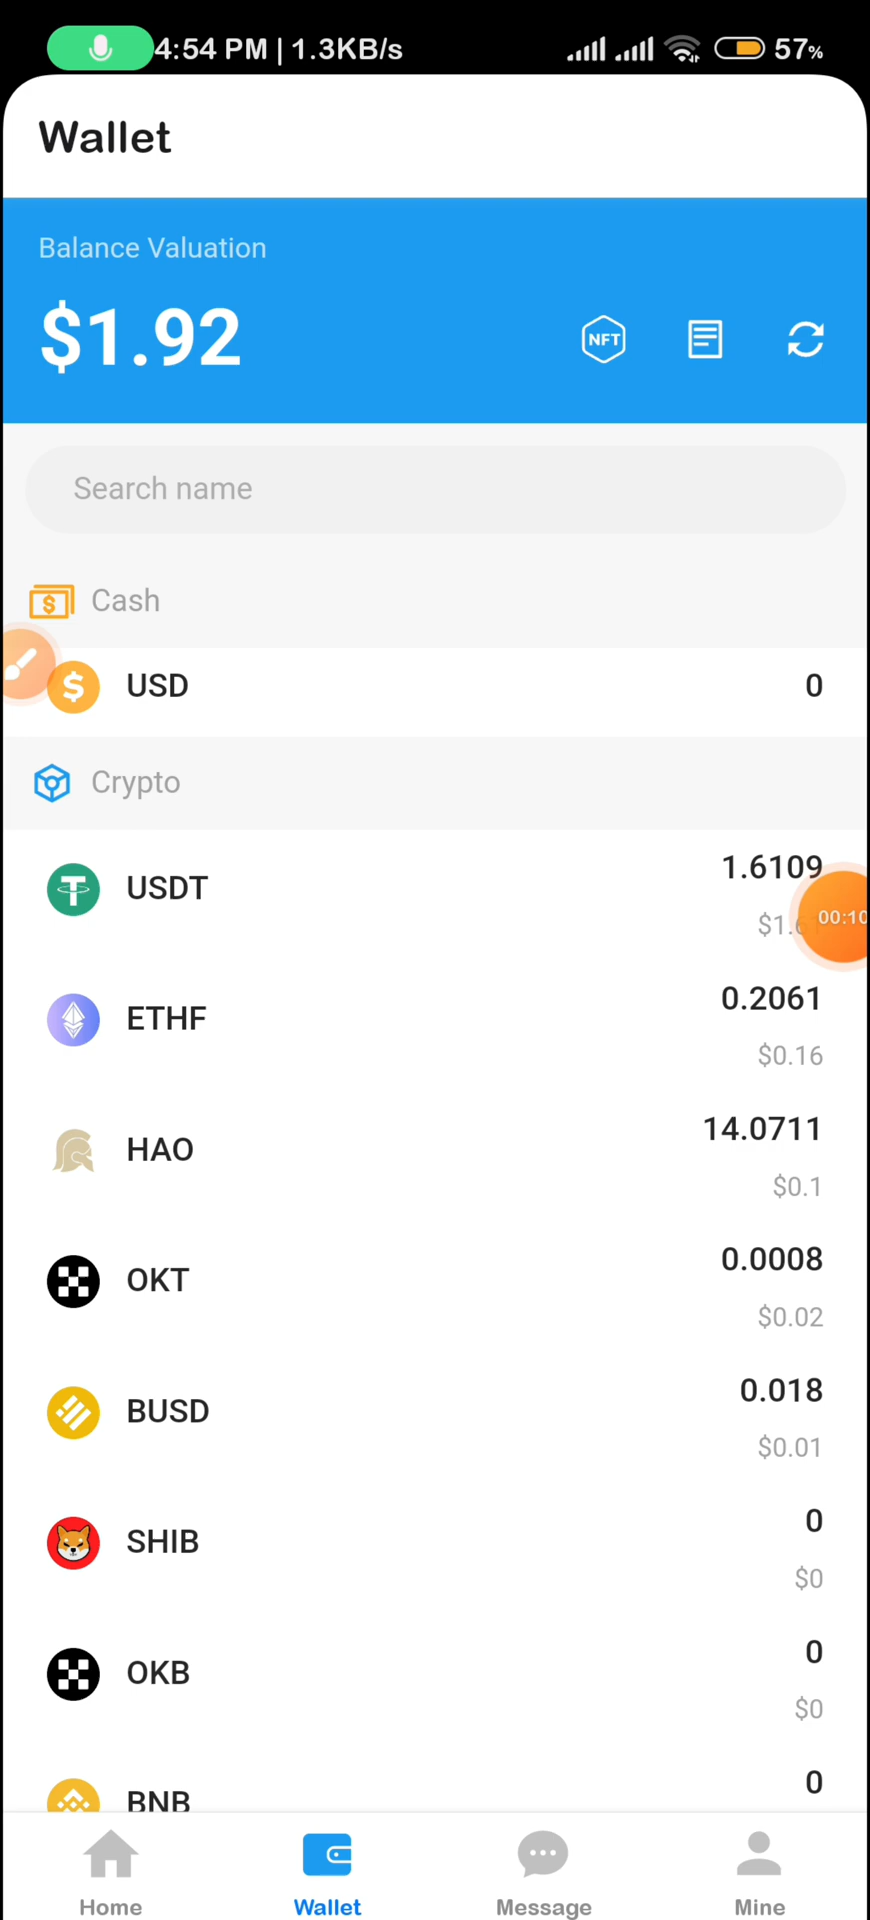 4:54 PM | 1.3KB/s 57%
Wallet
Balance Valuation
$1.92
NFT
Search name
Cash
USD 0
Crypto
1.6109
USDT
00:10
ETHF 0.2061
$0.16
HAO 14.0711
$0.1
OKT 0.0008
$0.02
BUSD 0.018
$0.01
SHIB 0
$0
OKB 0
$0
BNB 0
Home Wallet Message Mine